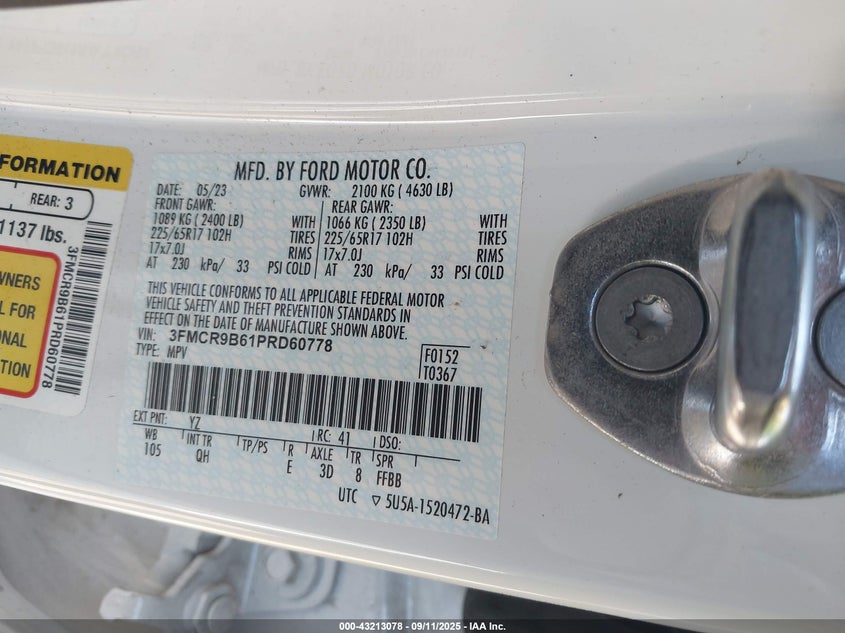 FORMATION
REAR: 3
1137 lbs.
WNERS
L FOR
ONAL
ION
3FMCR9B61PRD60778
MFD. BY FORD MOTOR CO.
DATE: 05/23 GVWR: 2100 KG ( 4630 LB)
FRONT GAWR: REAR GAWR:
1089 KG ( 2400 LB) WITH 1066 KG ( 2350 LB) WITH
225/65R17 102H TIRES 225/65R17 102H TIRES
17x7.0J RIMS 17x7.0J RIMS
AT 230 kPa/ 33 PSI COLD AT 230 kPa/ 33 PSI COLD
THIS VEHICLE CONFORMS TO ALL APPLICABLE FEDERAL MOTOR
VEHICLE SAFETY AND THEFT PREVENTION STANDARDS IN
EFFECT ON THE DATE OF MANUFACTURE SHOWN ABOVE.
VIN: 3FMCR9B61PRD60778
TYPE: MPV
F0152
T0367
EXT PNT: YZ RC: 41 DSO:
WB INT TR TP/PS R AXLE TR SPR
105 QH E 3D 8 FFBB
UTC ▽ 5U5A-1520472-BA
000-43213078 - 09/11/2025 - IAA Inc.